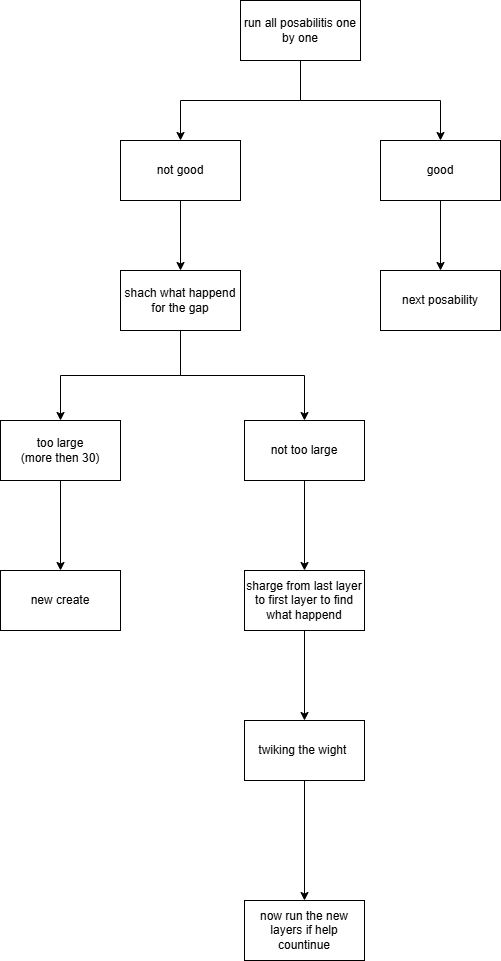 run all posabilitis one
by one
not good
good
shach what happend
for the gap
next posability
too large
(more then 30)
not too large
new create
sharge from last layer
to first layer to find
what happend
twiking the wight
now run the new
layers if help
countinue